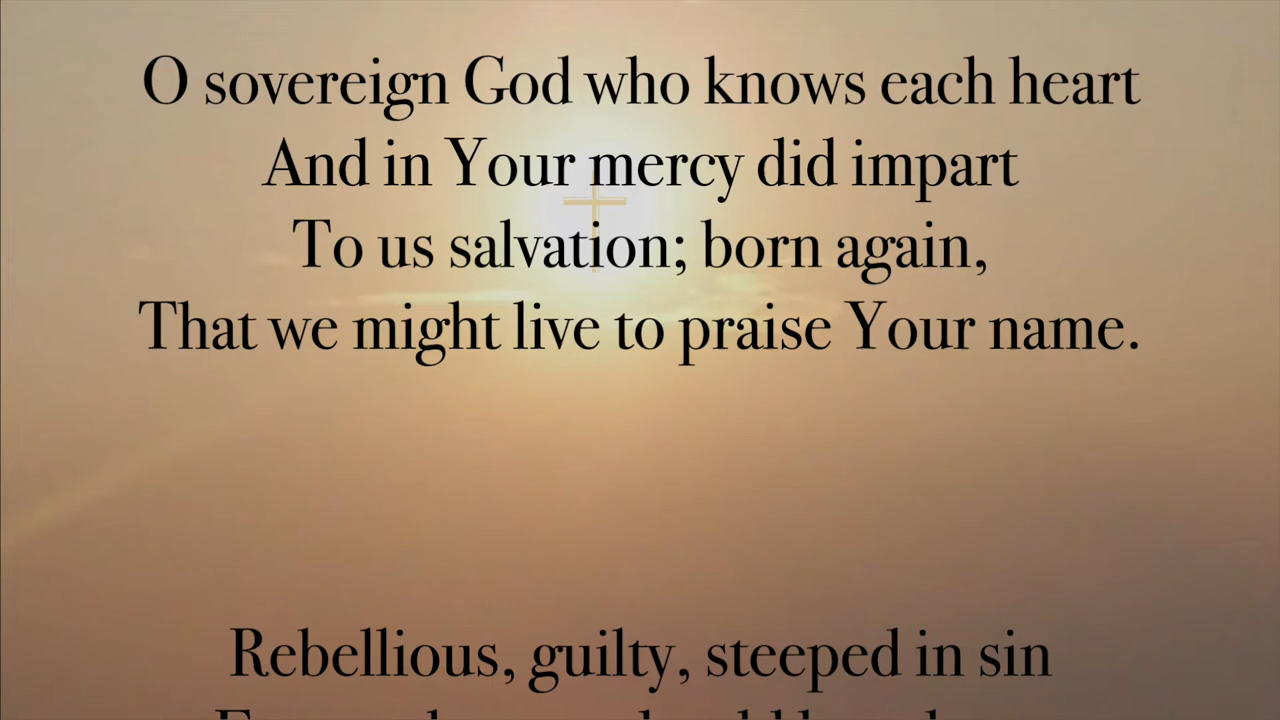 O sovereign God who knows each heart
And in Your mercy did impart
To us salvation; born again,
That we might live to praise Your name.
Rebellious, guilty, steeped in sin